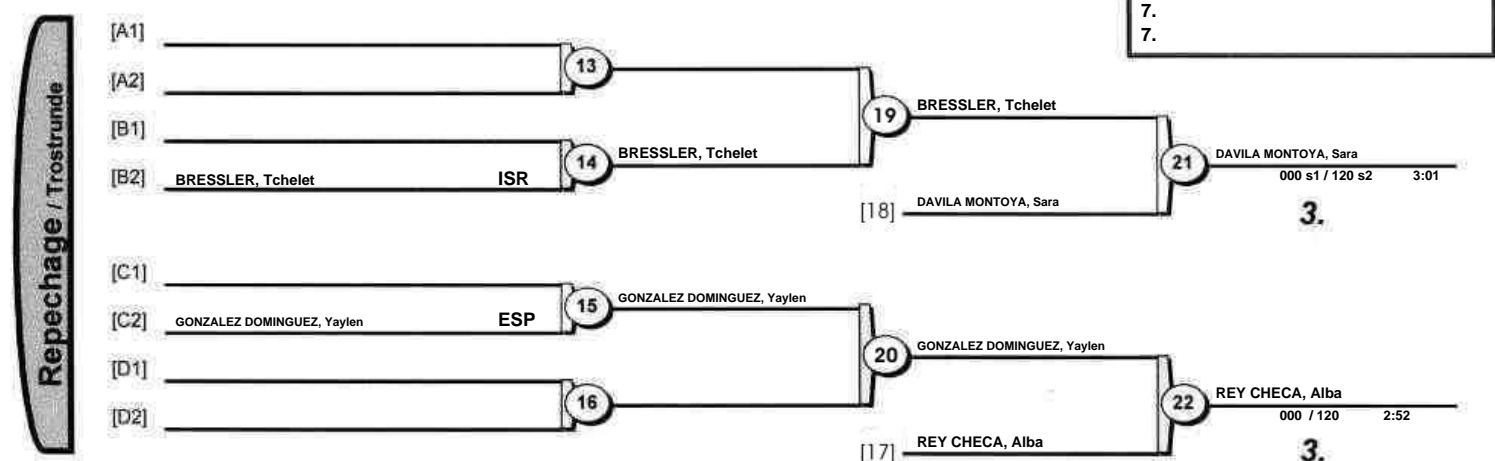 7.
7.
Repechage / Trostrunde
[A1]
[A2]
13
[B1]
[B2] BRESSLER, Tchelet ISR
14 BRESSLER, Tchelet
19 BRESSLER, Tchelet
[18] DAVILA MONTOYA, Sara
21 DAVILA MONTOYA, Sara
000 s1 / 120 s2 3:01
3.
[C1]
[C2] GONZALEZ DOMINGUEZ, Yaylen ESP
15 GONZALEZ DOMINGUEZ, Yaylen
[D1]
[D2]
16
20 GONZALEZ DOMINGUEZ, Yaylen
[17] REY CHECA, Alba
22 REY CHECA, Alba
000 / 120 2:52
3.